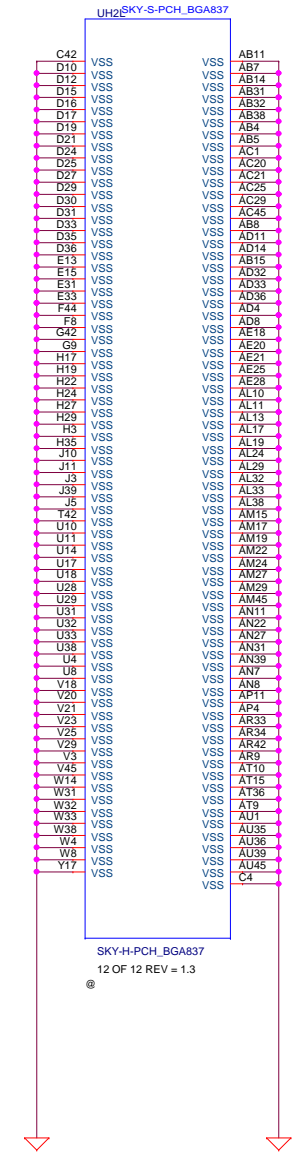 UH2L SKY-S-PCH_BGA837
C42 VSS VSS AB11
D10 VSS VSS AB7
D12 VSS VSS AB14
D15 VSS VSS AB31
D16 VSS VSS AB32
D17 VSS VSS AB38
D19 VSS VSS AB4
D21 VSS VSS AB5
D24 VSS VSS AC1
D25 VSS VSS AC20
D27 VSS VSS AC21
D29 VSS VSS AC25
D30 VSS VSS AC29
D31 VSS VSS AC45
D33 VSS VSS AB8
D35 VSS VSS AD11
D36 VSS VSS AD14
E13 VSS VSS AB15
E15 VSS VSS AD32
E31 VSS VSS AD33
E33 VSS VSS AD36
F44 VSS VSS AD4
F8 VSS VSS AD8
G42 VSS VSS AE18
G9 VSS VSS AE20
H17 VSS VSS AE21
H19 VSS VSS AE25
H22 VSS VSS AE28
H24 VSS VSS AL10
H27 VSS VSS AL11
H29 VSS VSS AL13
H3 VSS VSS AL17
H35 VSS VSS AL19
J10 VSS VSS AL24
J11 VSS VSS AL29
J3 VSS VSS AL32
J39 VSS VSS AL33
J5 VSS VSS AL38
T42 VSS VSS AM15
U10 VSS VSS AM17
U11 VSS VSS AM19
U14 VSS VSS AM22
U17 VSS VSS AM24
U18 VSS VSS AM27
U28 VSS VSS AM29
U29 VSS VSS AM45
U31 VSS VSS AN11
U32 VSS VSS AN22
U33 VSS VSS AN27
U38 VSS VSS AN31
U4 VSS VSS AN39
U8 VSS VSS AN7
V18 VSS VSS AN8
V20 VSS VSS AP11
V21 VSS VSS AP4
V23 VSS VSS AR33
V25 VSS VSS AR34
V29 VSS VSS AR42
V3 VSS VSS AR9
V45 VSS VSS AT10
W14 VSS VSS AT15
W31 VSS VSS AT36
W32 VSS VSS AT9
W33 VSS VSS AU1
W38 VSS VSS AU35
W4 VSS VSS AU36
W8 VSS VSS AU39
Y17 VSS VSS AU45
VSS C4
SKY-H-PCH_BGA837
12 OF 12 REV = 1.3
@